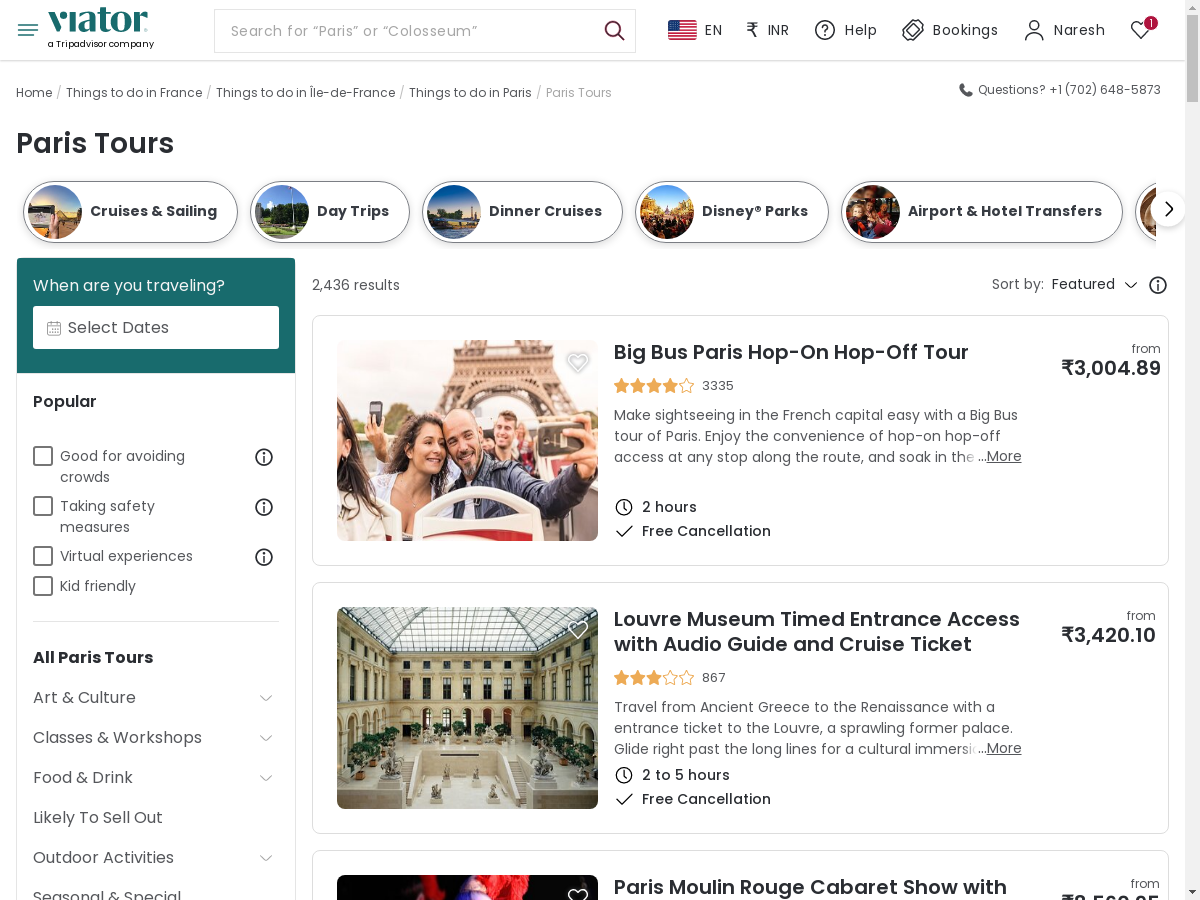 viator
a Tripadvisor company
Search for “Paris” or “Colosseum”
EN
₹ INR
Help
Bookings
Naresh
1
Home / Things to do in France / Things to do in Île-de-France / Things to do in Paris / Paris Tours
Questions? +1 (702) 648-5873
Paris Tours
Cruises & Sailing
Day Trips
Dinner Cruises
Disney® Parks
Airport & Hotel Transfers
When are you traveling?
Select Dates
Popular
Good for avoiding
crowds
Taking safety
measures
Virtual experiences
Kid friendly
All Paris Tours
Art & Culture
Classes & Workshops
Food & Drink
Likely To Sell Out
Outdoor Activities
Seasonal & Special
2,436 results
Sort by: Featured
Big Bus Paris Hop-On Hop-Off Tour
from
₹3,004.89
3335
Make sightseeing in the French capital easy with a Big Bus
tour of Paris. Enjoy the convenience of hop-on hop-off
access at any stop along the route, and soak in the ...More
2 hours
Free Cancellation
Louvre Museum Timed Entrance Access
with Audio Guide and Cruise Ticket
from
₹3,420.10
867
Travel from Ancient Greece to the Renaissance with a
entrance ticket to the Louvre, a sprawling former palace.
Glide right past the long lines for a cultural immersi...More
2 to 5 hours
Free Cancellation
Paris Moulin Rouge Cabaret Show with
from